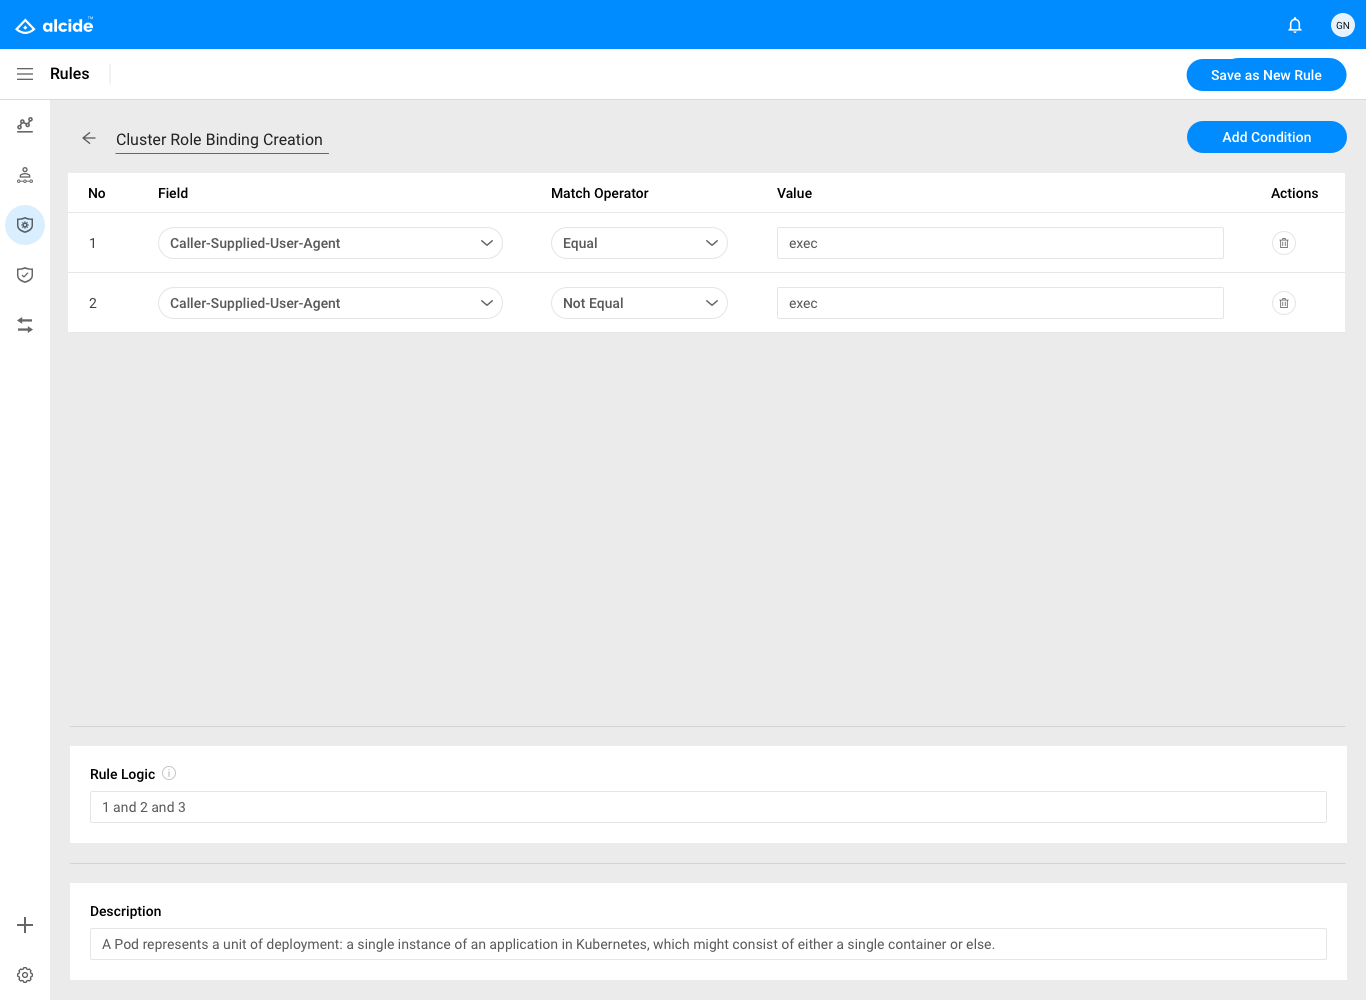 alcide™
GN
Rules
Save as New Rule
Cluster Role Binding Creation
Add Condition
No Field Match Operator Value Actions
1 Caller-Supplied-User-Agent Equal exec
2 Caller-Supplied-User-Agent Not Equal exec
Rule Logic
1 and 2 and 3
Description
A Pod represents a unit of deployment: a single instance of an application in Kubernetes, which might consist of either a single container or else.